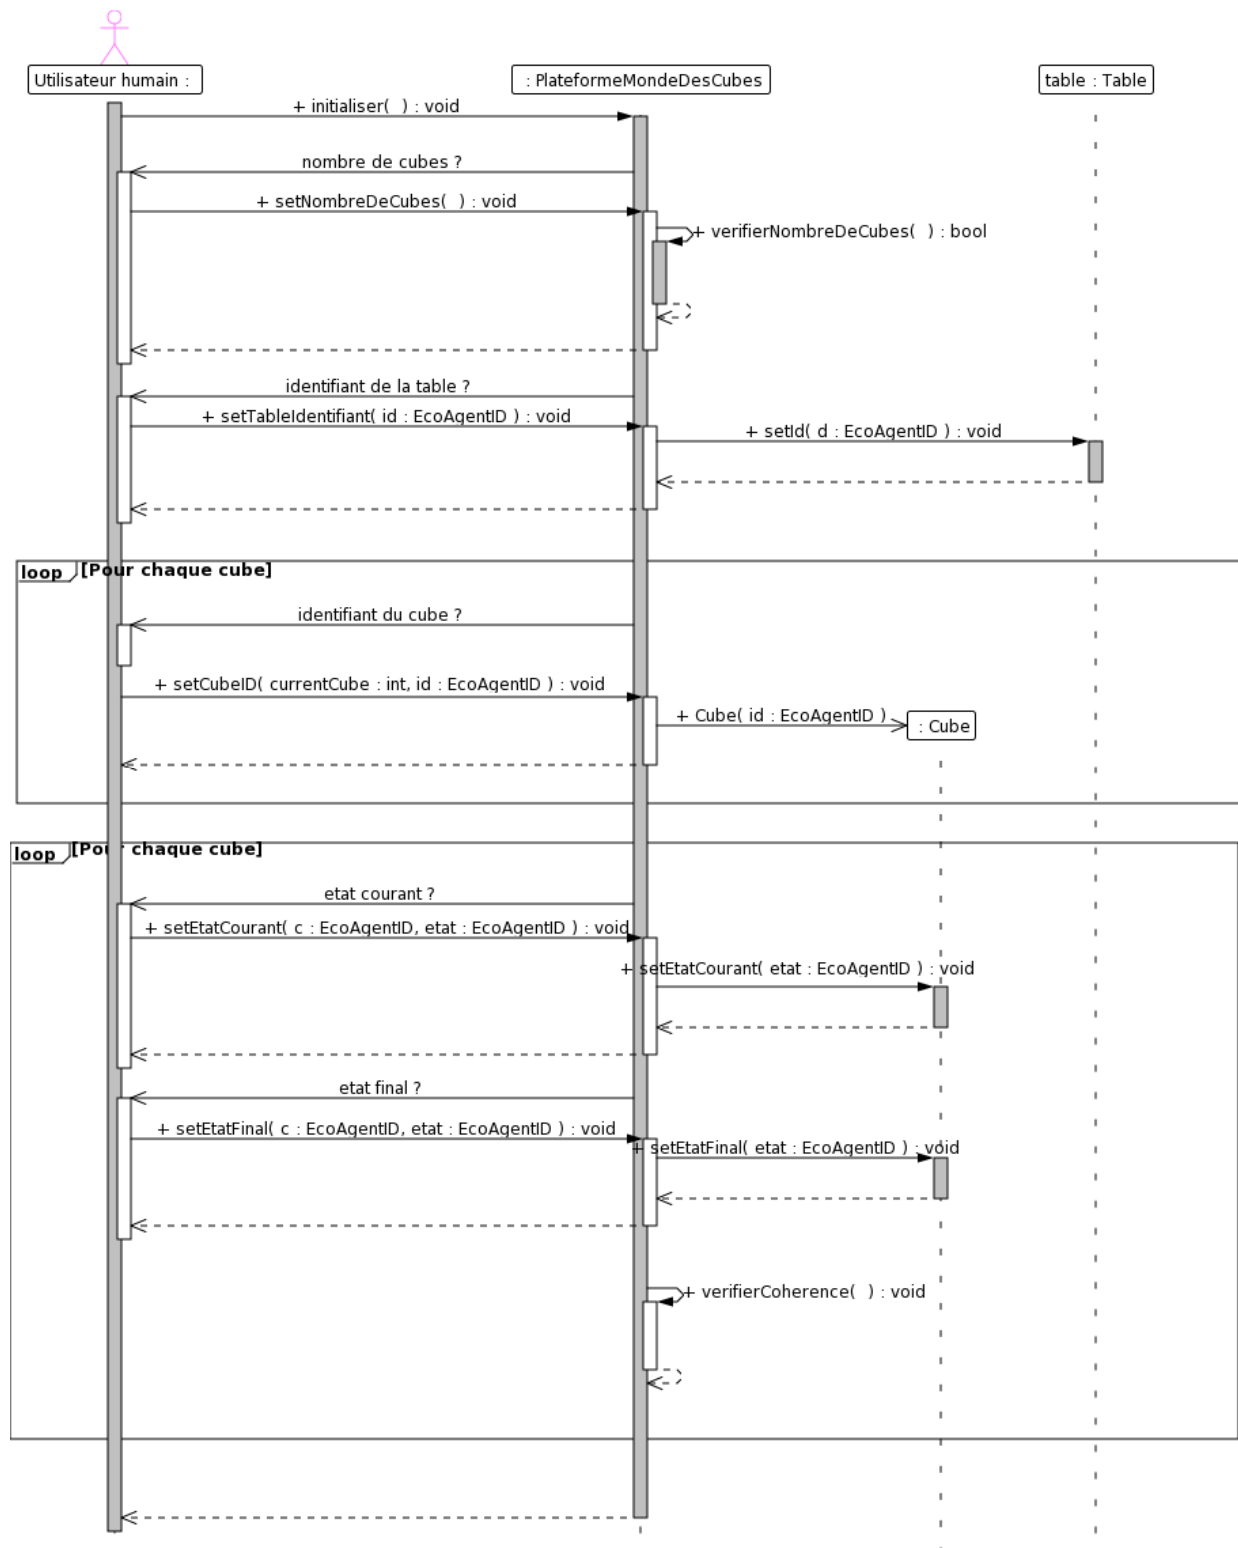 Utilisateur humain :
: PlateformeMondeDesCubes
table : Table
+ initialiser(  ) : void
nombre de cubes ?
+ setNombreDeCubes(  ) : void
+ verifierNombreDeCubes(  ) : bool
identifiant de la table ?
+ setTableIdentifiant( id : EcoAgentID ) : void
+ setId( d : EcoAgentID ) : void
loop [Pour chaque cube]
identifiant du cube ?
+ setCubeID( currentCube : int, id : EcoAgentID ) : void
+ Cube( id : EcoAgentID )
: Cube
loop [Pour chaque cube]
etat courant ?
+ setEtatCourant( c : EcoAgentID, etat : EcoAgentID ) : void
+ setEtatCourant( etat : EcoAgentID ) : void
etat final ?
+ setEtatFinal( c : EcoAgentID, etat : EcoAgentID ) : void
+ setEtatFinal( etat : EcoAgentID ) : void
+ verifierCoherence(  ) : void